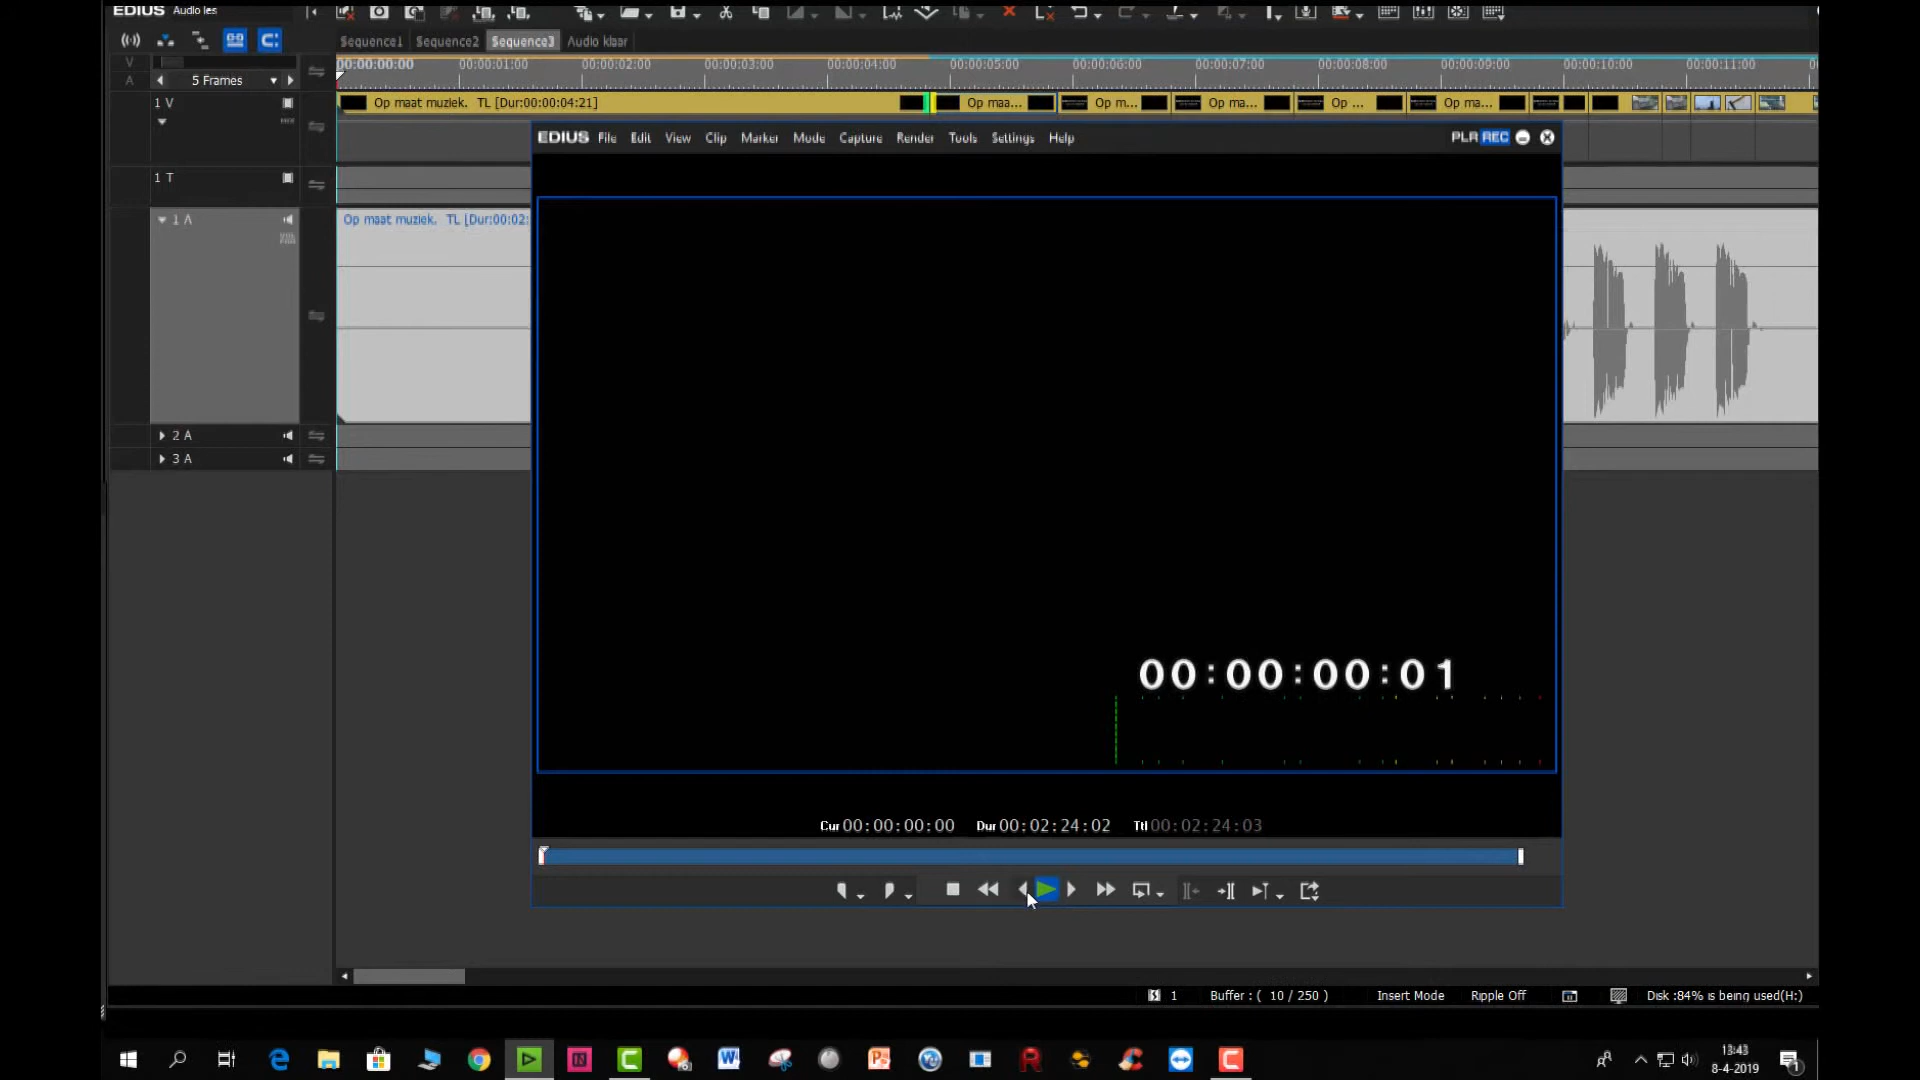 EDIUS Audio les
Sequence1 Sequence2 Sequence3 Audio klaar
V
A 5 Frames
00:00:00:00 00:00:01:00 00:00:02:00 00:00:03:00 00:00:04:00 00:00:05:00 00:00:06:00 00:00:07:00 00:00:08:00 00:00:09:00 00:00:10:00 00:00:11:00
1 V
Op maat muziek. TL [Dur:00:00:04:21] Op maa... Op m... Op ma... Op ... Op ma...
EDIUS File Edit View Clip Marker Mode Capture Render Tools Settings Help PLR REC
1 T
1 A
Op maat muziek. TL [Dur:00:02:
2 A
3 A
00:00:00:01
Cur 00:00:00:00 Dur 00:02:24:02 Ttl 00:02:24:03
1 Buffer : ( 10 / 250 ) Insert Mode Ripple Off Disk :84% is being used(H:)
13:43
8-4-2019
1